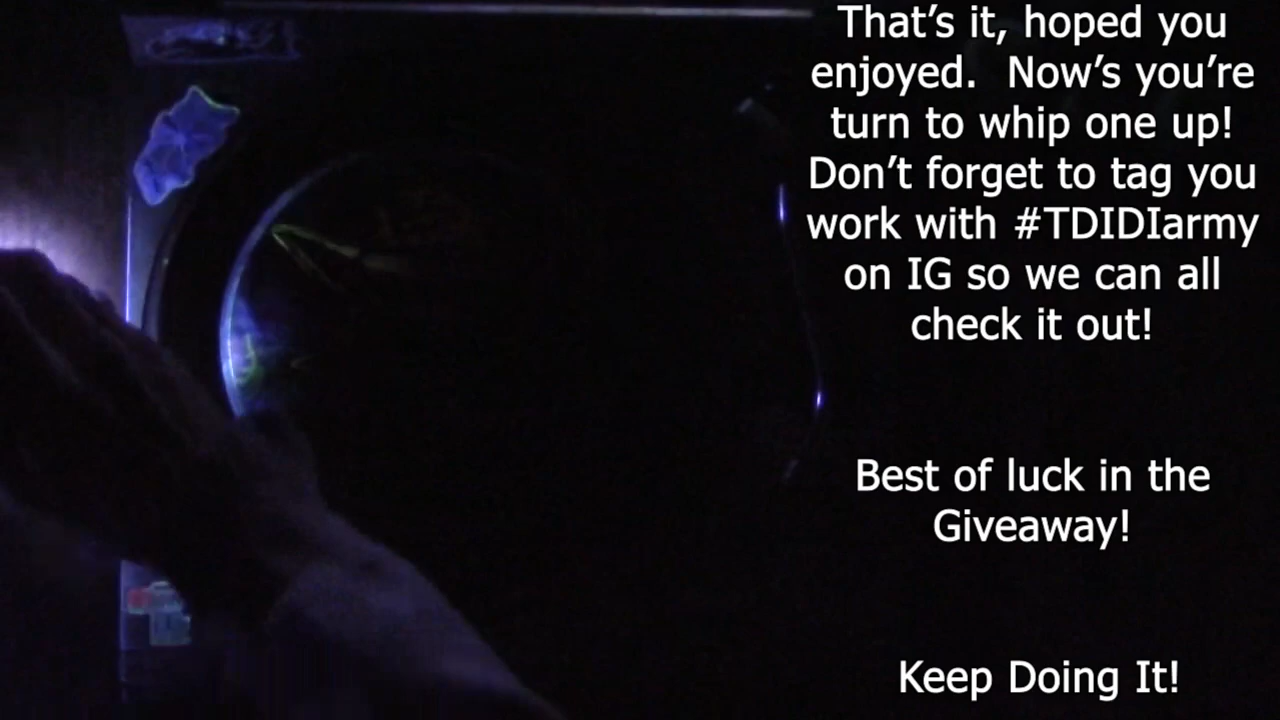 That’s it, hoped you
enjoyed.  Now’s you’re
turn to whip one up!
Don’t forget to tag you
work with #TDIDIarmy
on IG so we can all
check it out!
Best of luck in the
Giveaway!
Keep Doing It!